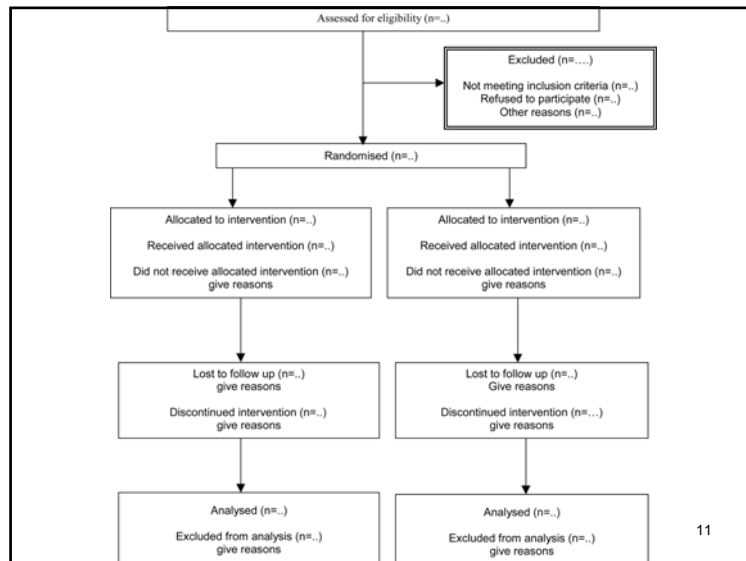 Assessed for eligibility (n=..)
Excluded (n=....)
Not meeting inclusion criteria (n=..)
Refused to participate (n=..)
Other reasons (n=..)
Randomised (n=..)
Allocated to intervention (n=..)
Received allocated intervention (n=..)
Did not receive allocated intervention (n=..)
give reasons
Allocated to intervention (n=..)
Received allocated intervention (n=..)
Did not receive allocated intervention (n=..)
give reasons
Lost to follow up (n=..)
give reasons
Discontinued intervention (n=..)
give reasons
Lost to follow up (n=..)
Give reasons
Discontinued intervention (n=...)
give reasons
Analysed (n=..)
Excluded from analysis (n=..)
give reasons
Analysed (n=..)
Excluded from analysis (n=..)
give reasons
11